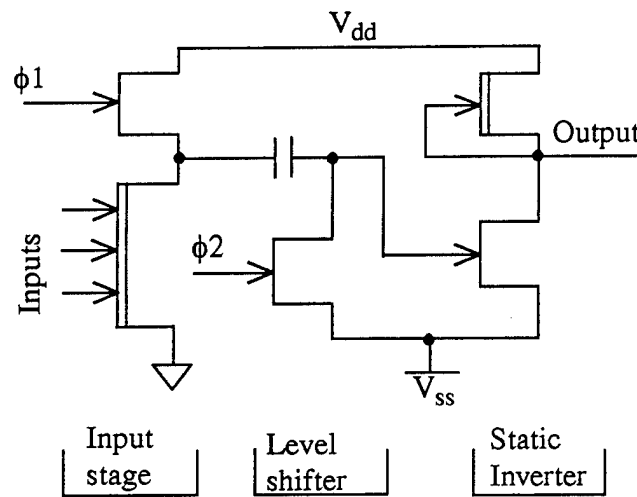 V_dd
ϕ1
Output
Inputs
ϕ2
V_ss
Input
stage
Level
shifter
Static
Inverter